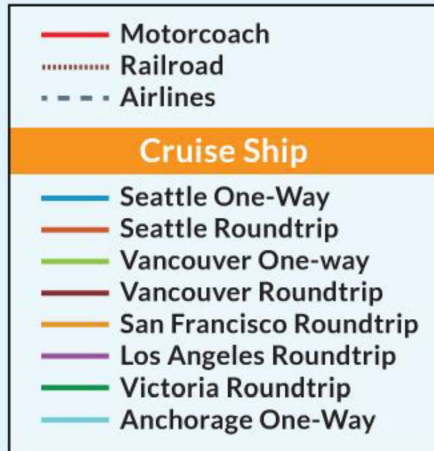 Motorcoach
Railroad
Airlines
Cruise Ship
Seattle One-Way
Seattle Roundtrip
Vancouver One-way
Vancouver Roundtrip
San Francisco Roundtrip
Los Angeles Roundtrip
Victoria Roundtrip
Anchorage One-Way